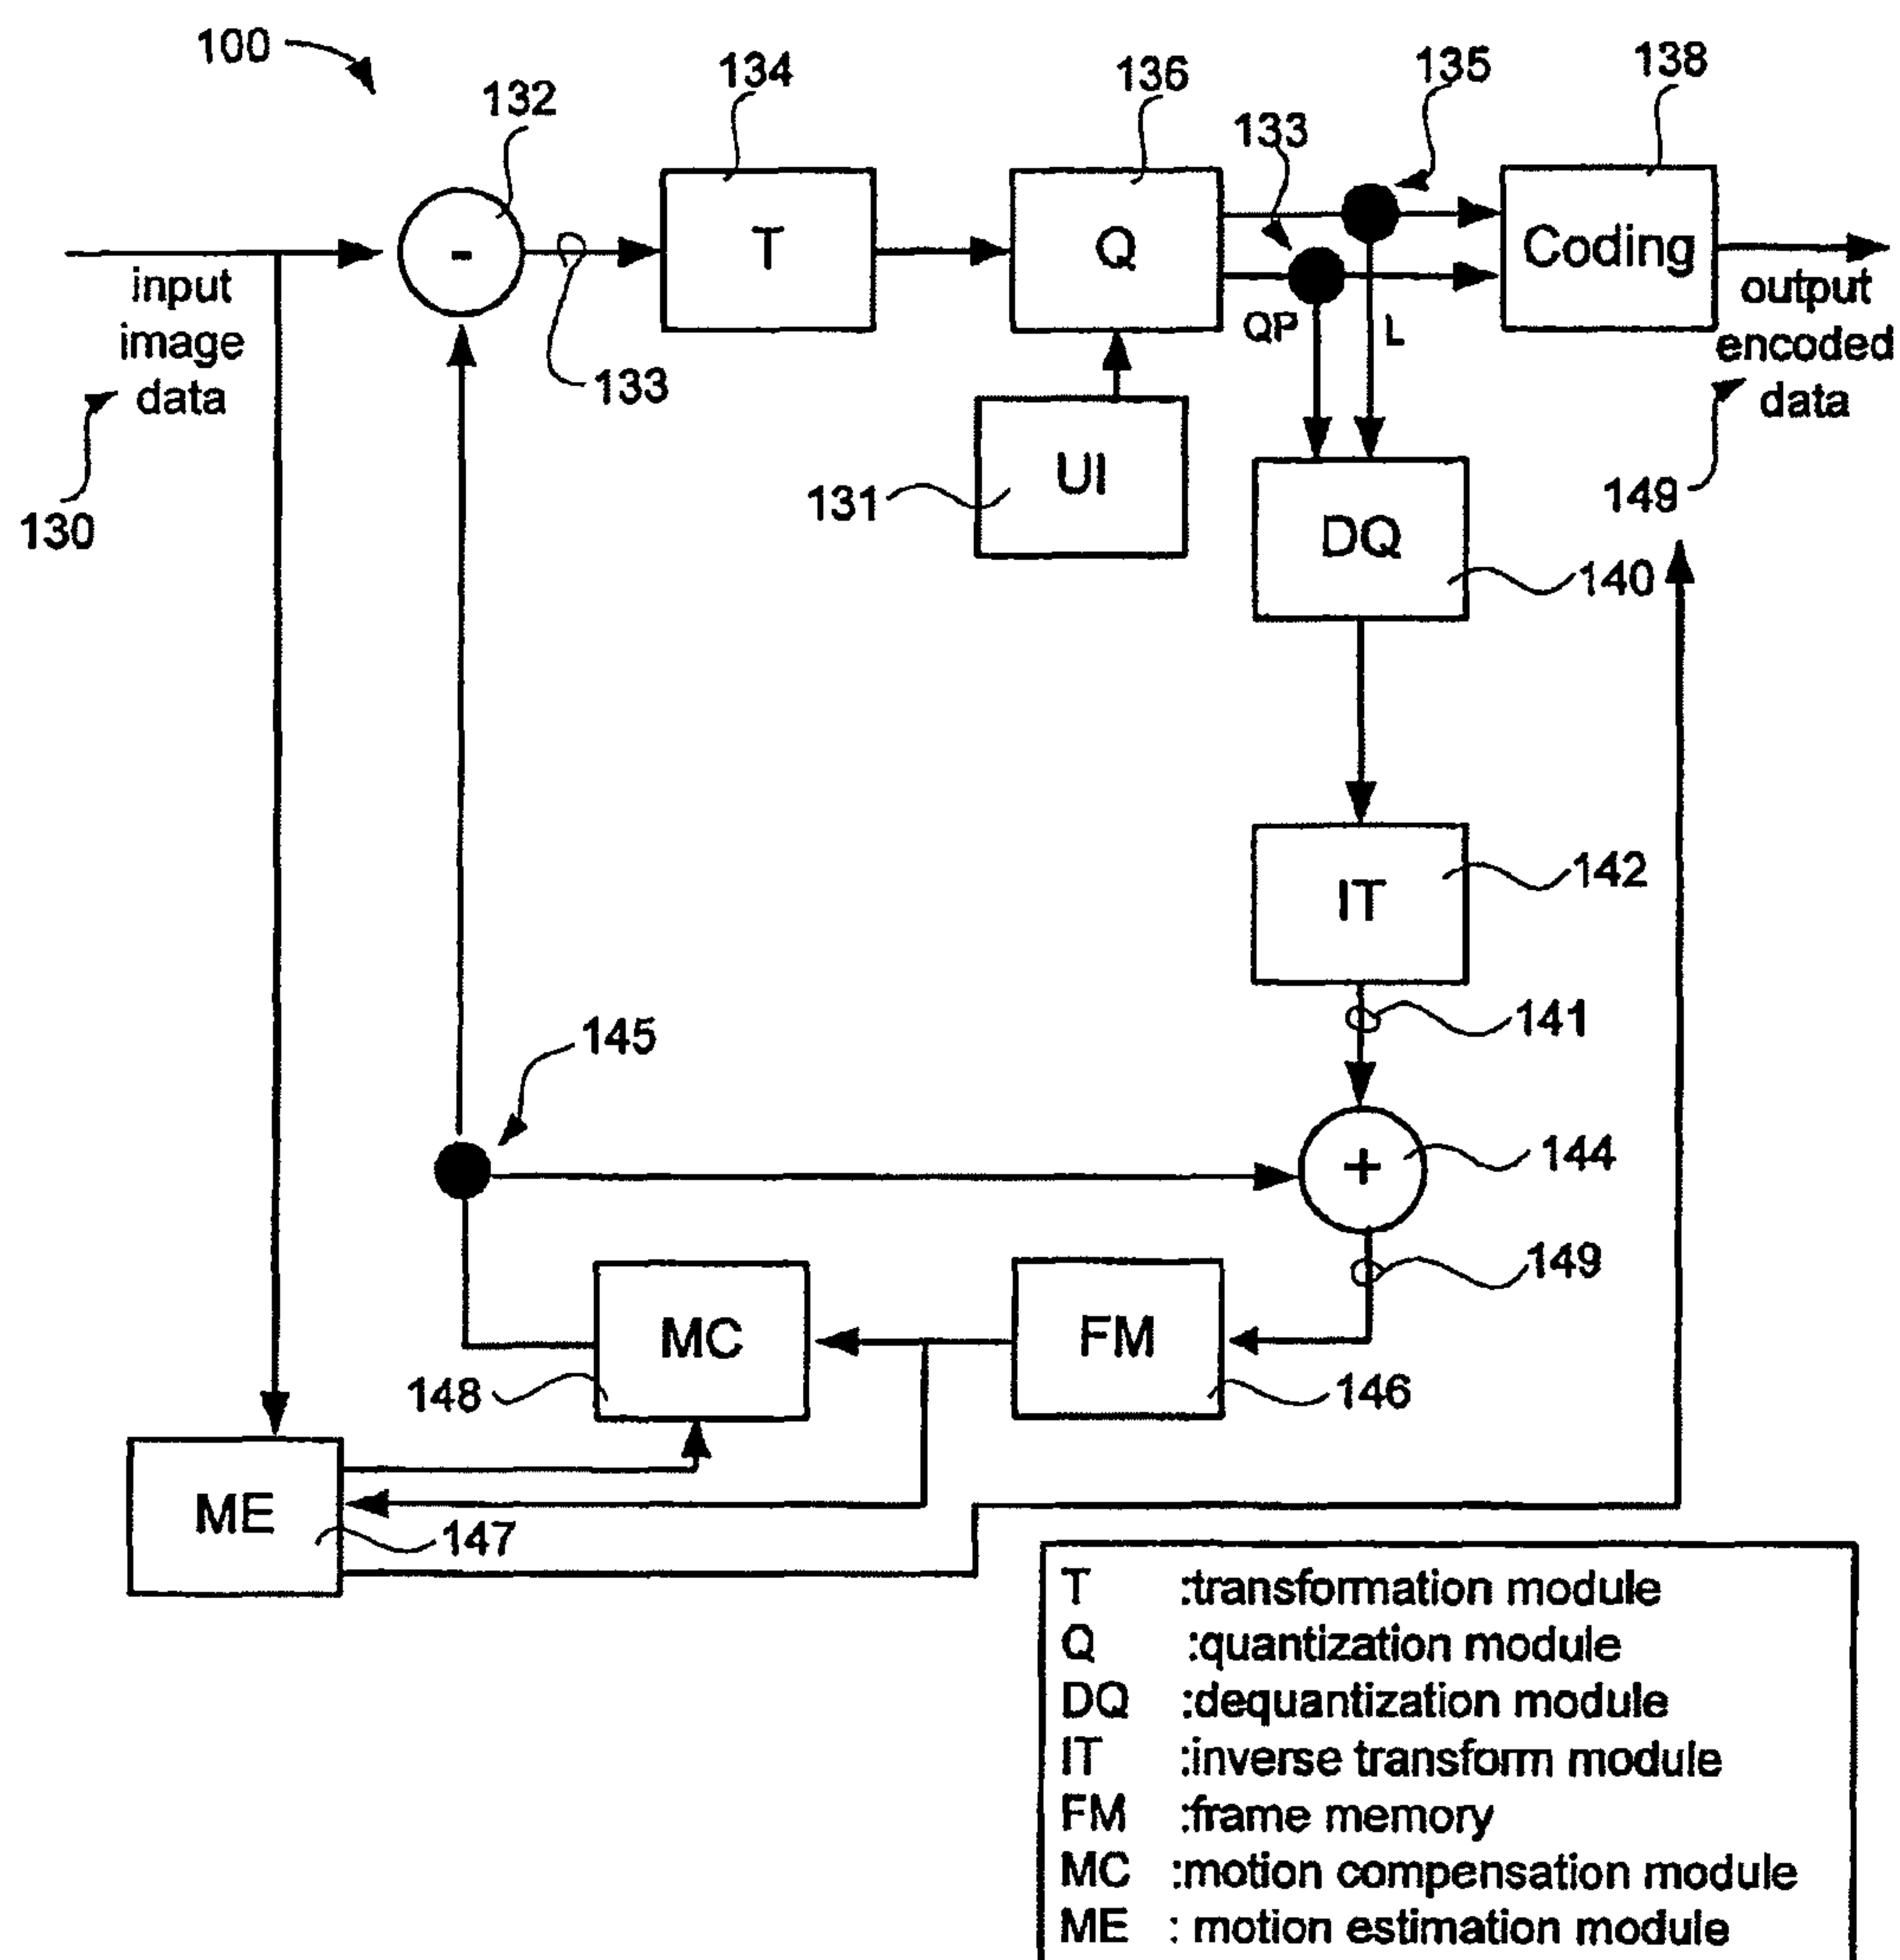 100
132
134
136
133
135
138
-
T
Q
Coding
input
image
data
130
133
QP
L
output
encoded
data
149
UI
131
DQ
140
IT
142
141
145
+
144
149
MC
148
FM
146
ME
147
T :transformation module
Q :quantization module
DQ :dequantization module
IT :inverse transform module
FM :frame memory
MC :motion compensation module
ME : motion estimation module